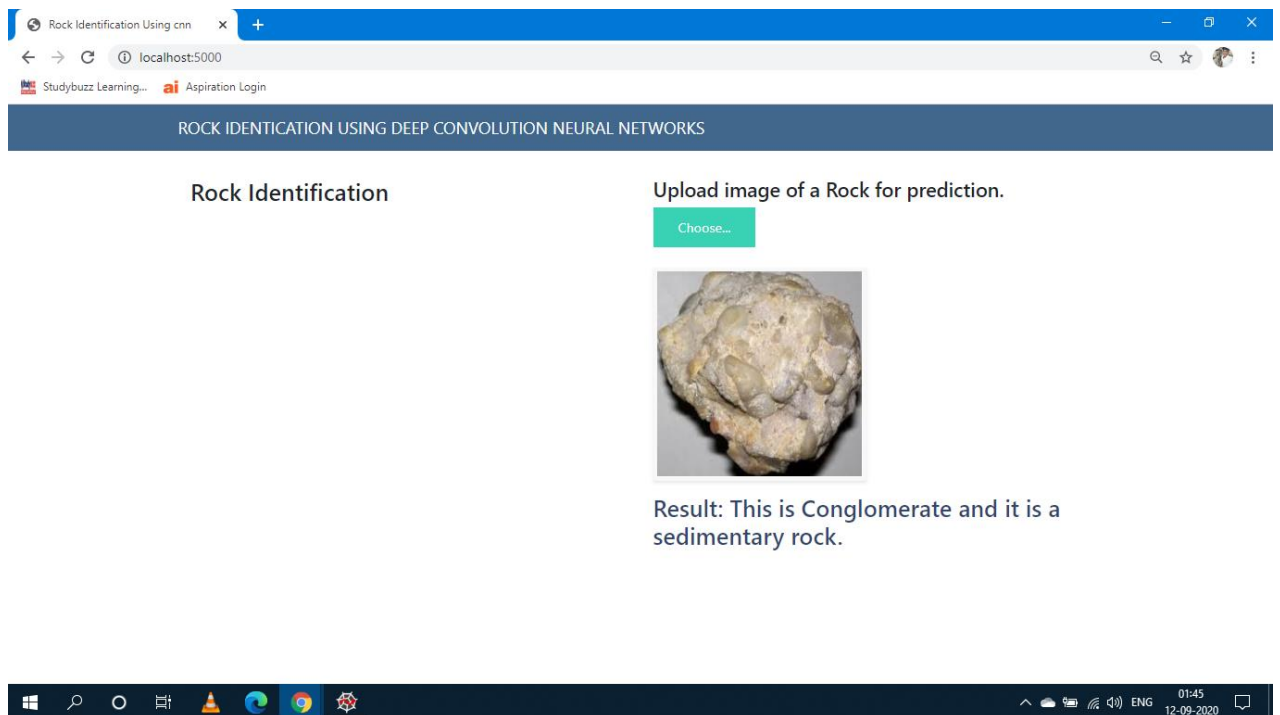 Rock Identification Using cnn
localhost:5000
Studybuzz Learning... ai Aspiration Login
ROCK IDENTICATION USING DEEP CONVOLUTION NEURAL NETWORKS
Rock Identification
Upload image of a Rock for prediction.
Choose...
Result: This is Conglomerate and it is a
sedimentary rock.
ENG
01:45
12-09-2020